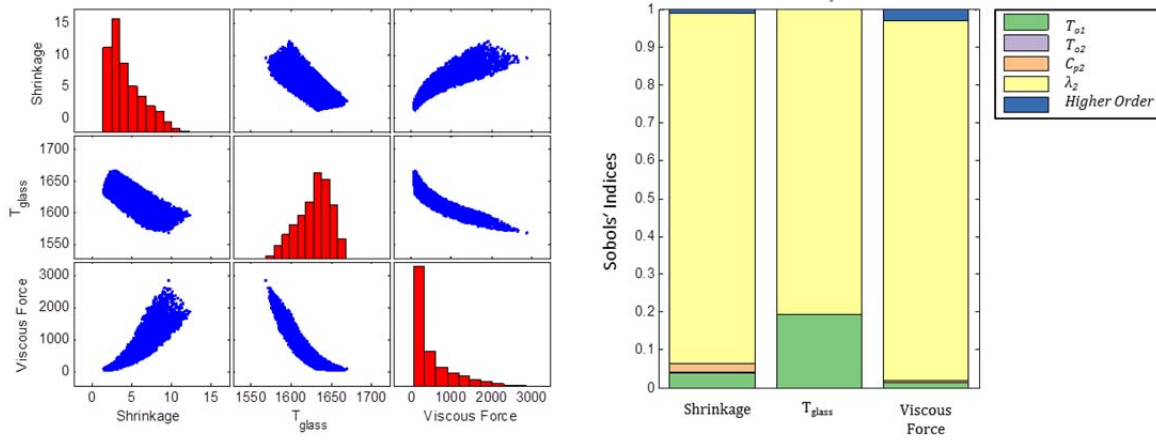 Shrinkage
15
10
5
0
T_glass
1700
1650
1600
1550
Viscous Force
3000
2000
1000
0
0 5 10 15
Shrinkage
1550 1600 1650 1700
T_glass
0 1000 2000 3000
Viscous Force
Sobols' Indices
1
0.9
0.8
0.7
0.6
0.5
0.4
0.3
0.2
0.1
0
Shrinkage
T_glass
Viscous
Force
T_o1
T_o2
C_p2
λ_2
Higher Order